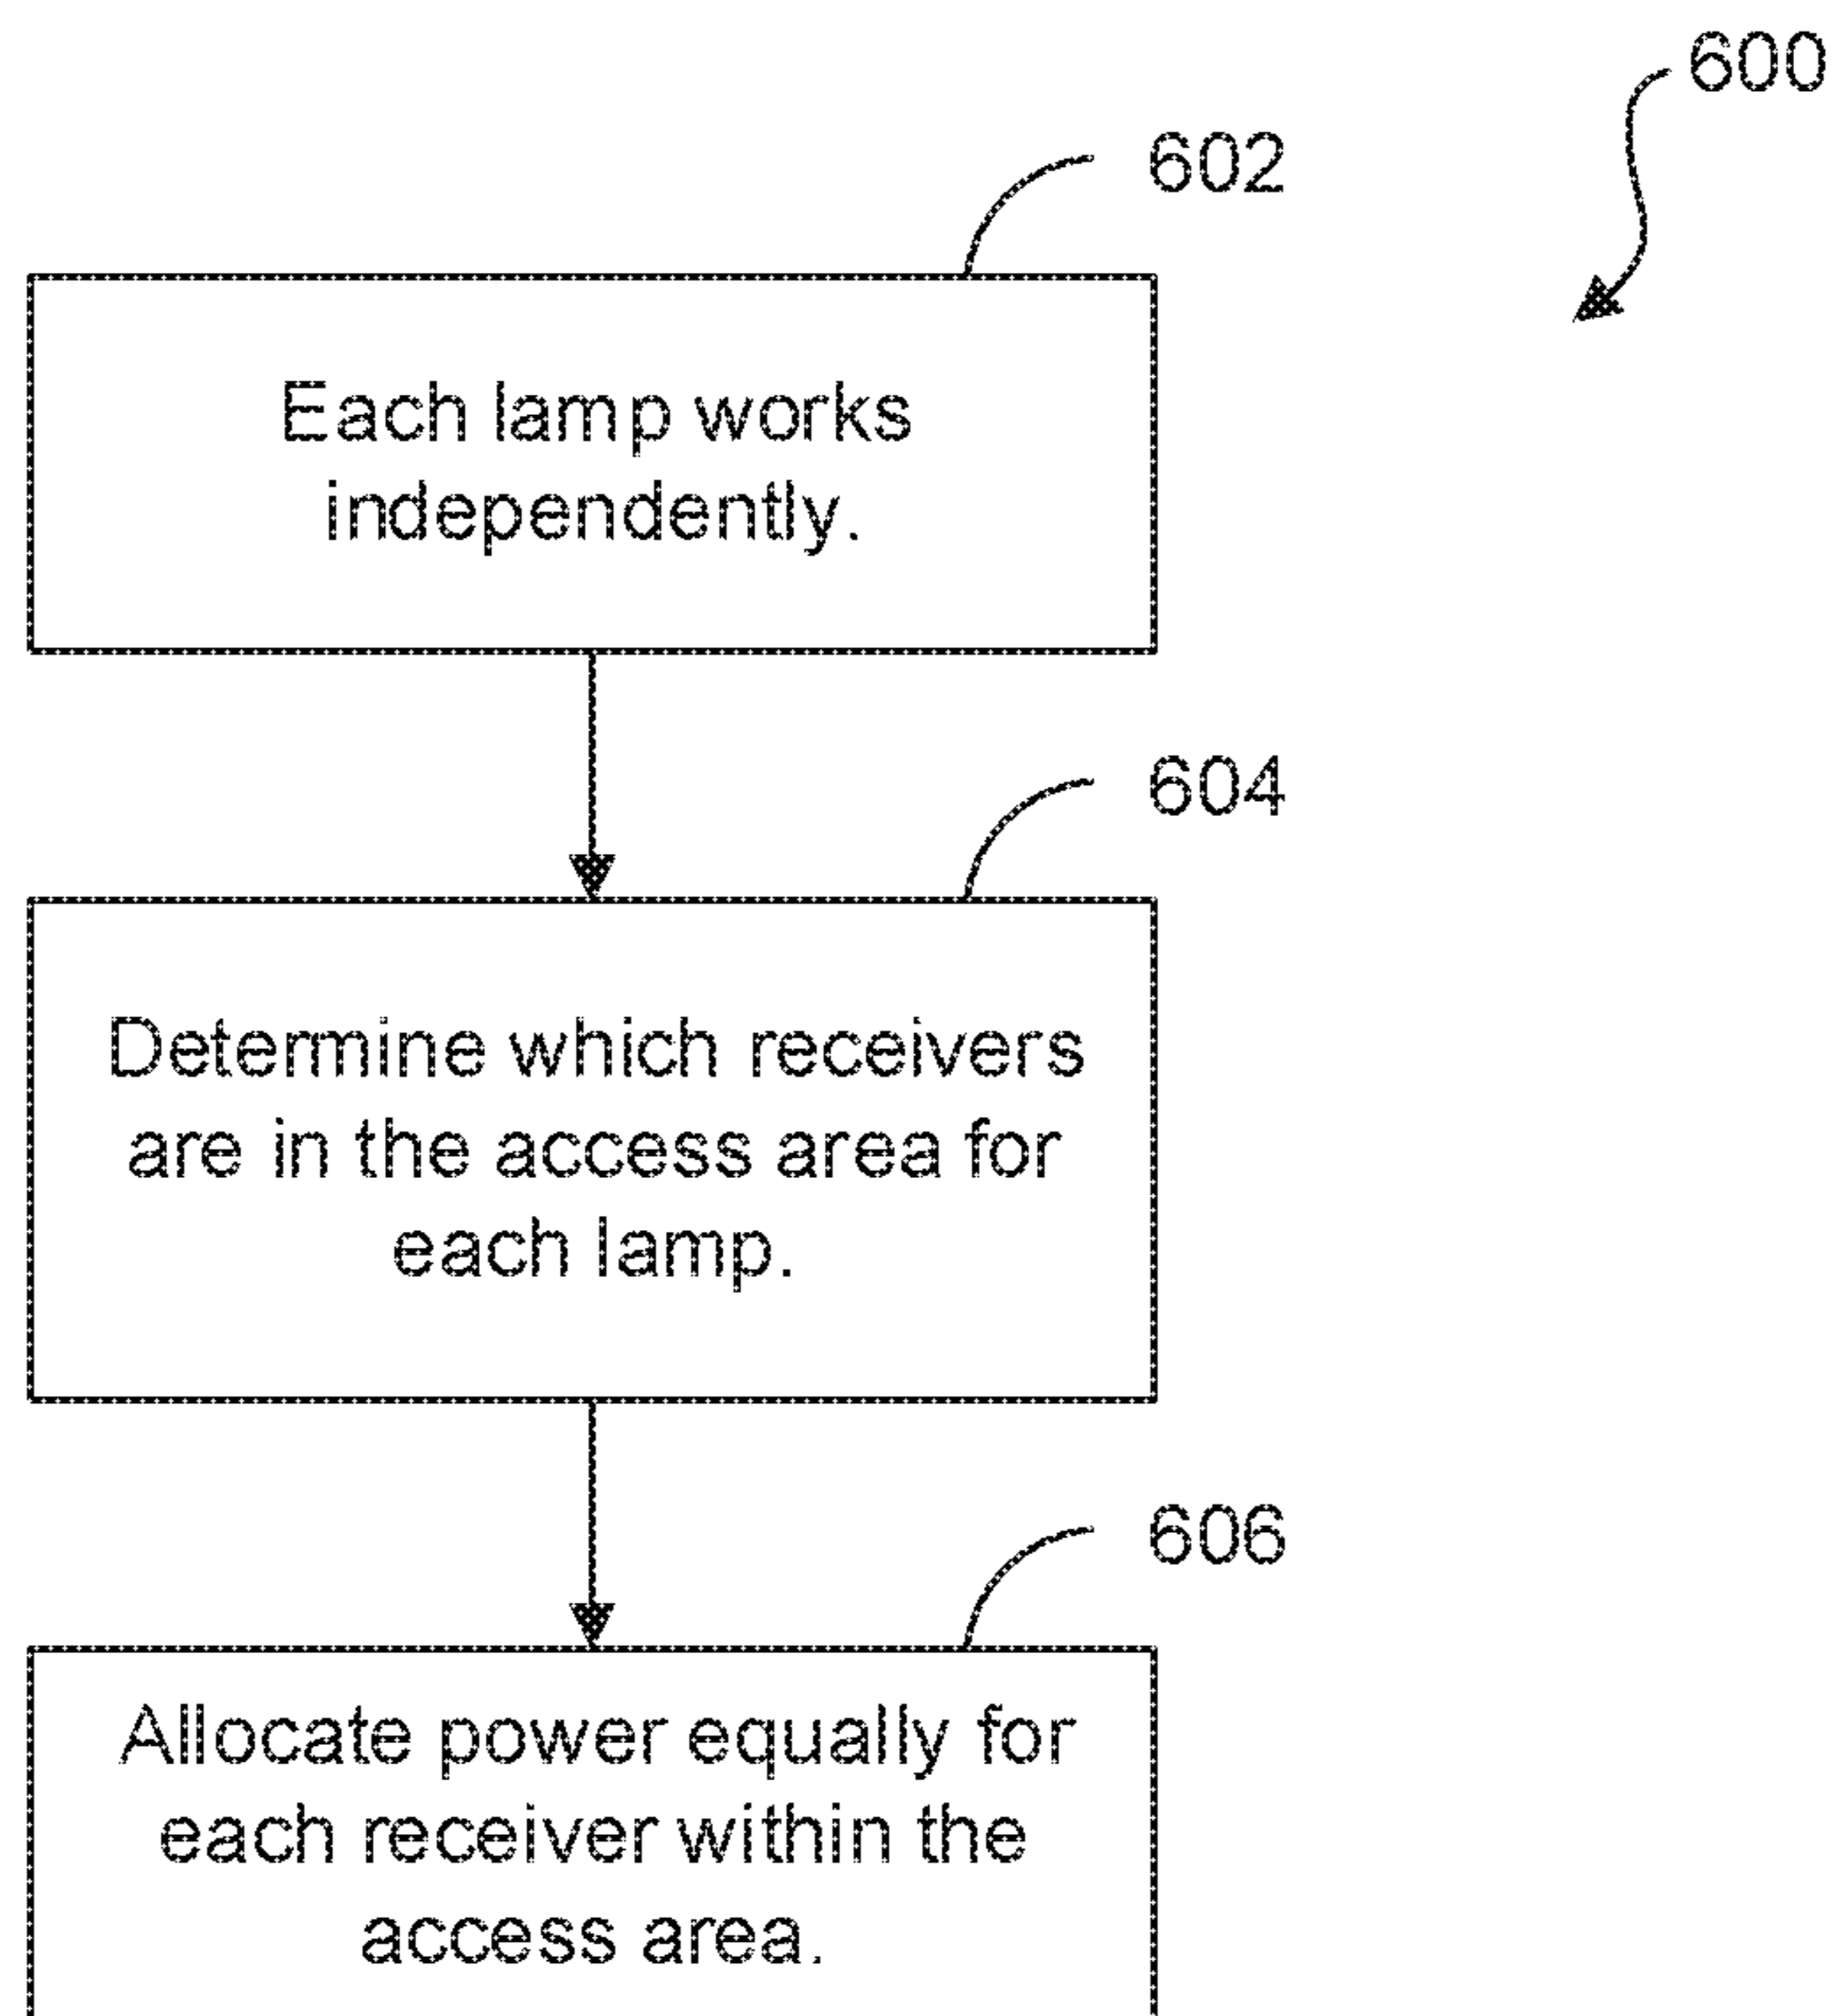 600
602
Each lamp works
independently.
604
Determine which receivers
are in the access area for
each lamp.
606
Allocate power equally for
each receiver within the
access area.